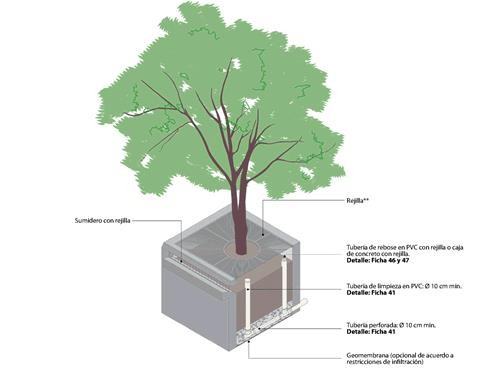 Rejilla**
Sumidero con rejilla
Tubería de rebose en PVC con rejilla o caja
de concreto con rejilla.
Detalle: Ficha 46 y 47
Tubería de limpieza en PVC: Ø 10 cm min.
Detalle: Ficha 41
Tubería perforada: Ø 10 cm min.
Detalle: Ficha 41
Geomembrana (opcional de acuerdo a
restricciones de infiltración)